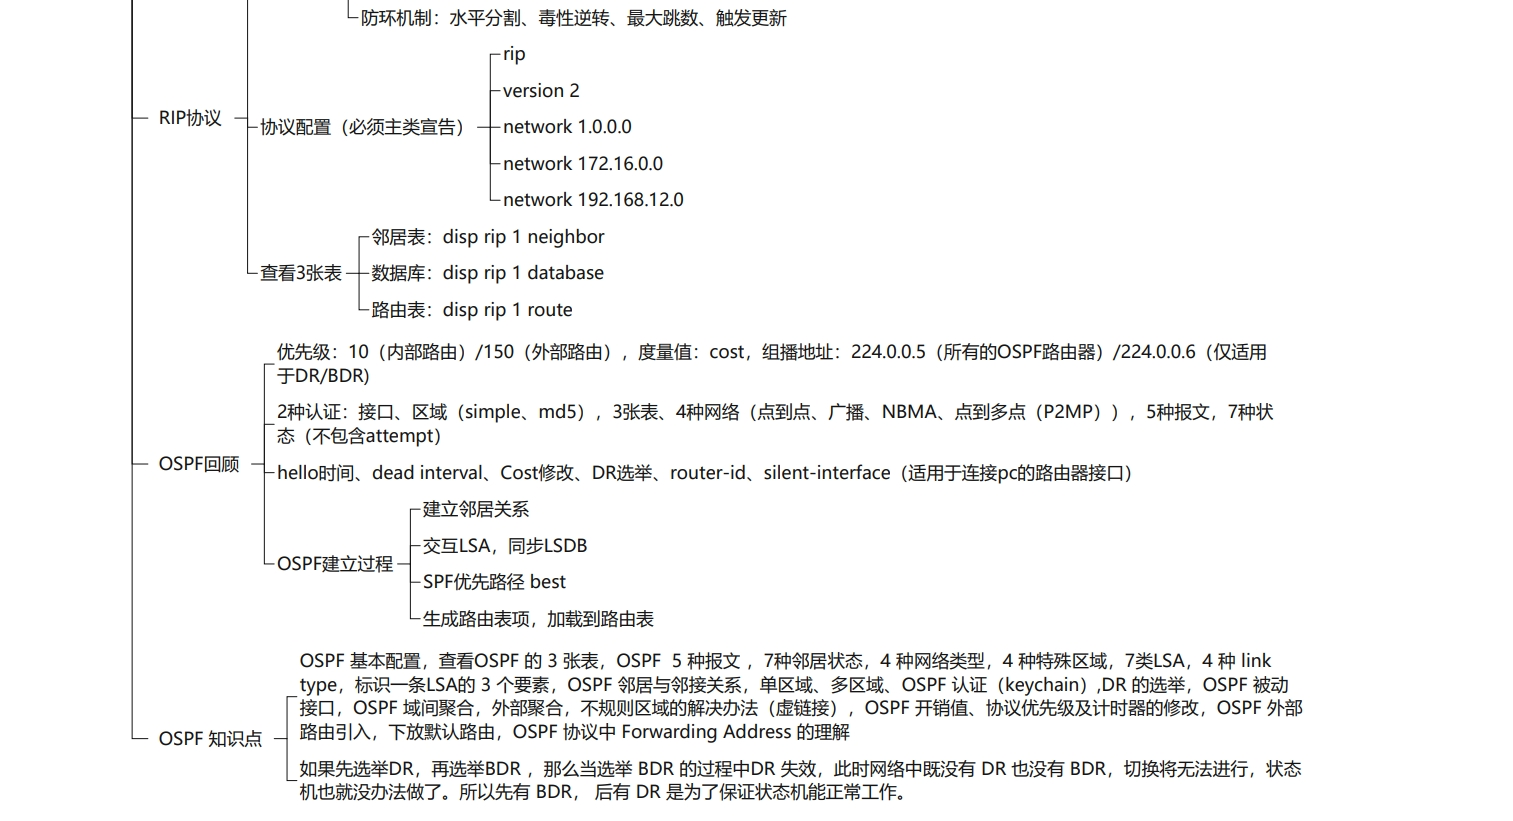 防环机制：水平分割、毒性逆转、最大跳数、触发更新
RIP协议
协议配置（必须主类宣告）
rip
version 2
network 1.0.0.0
network 172.16.0.0
network 192.168.12.0
查看3张表
邻居表：disp rip 1 neighbor
数据库：disp rip 1 database
路由表：disp rip 1 route
OSPF回顾
优先级：10（内部路由）/150（外部路由），度量值：cost，组播地址：224.0.0.5（所有的OSPF路由器）/224.0.0.6（仅适用
于DR/BDR)
2种认证：接口、区域（simple、md5），3张表、4种网络（点到点、广播、NBMA、点到多点（P2MP）），5种报文，7种状
态（不包含attempt）
hello时间、dead interval、Cost修改、DR选举、router-id、silent-interface（适用于连接pc的路由器接口）
OSPF建立过程
建立邻居关系
交互LSA，同步LSDB
SPF优先路径 best
生成路由表项，加载到路由表
OSPF 知识点
OSPF 基本配置，查看OSPF 的 3 张表，OSPF  5 种报文 ，7种邻居状态，4 种网络类型，4 种特殊区域，7类LSA，4 种 link
type，标识一条LSA的 3 个要素，OSPF 邻居与邻接关系，单区域、多区域、OSPF 认证（keychain）,DR 的选举，OSPF 被动
接口，OSPF 域间聚合，外部聚合，不规则区域的解决办法（虚链接），OSPF 开销值、协议优先级及计时器的修改，OSPF 外部
路由引入，下放默认路由，OSPF 协议中 Forwarding Address 的理解
如果先选举DR，再选举BDR ，那么当选举 BDR 的过程中DR 失效，此时网络中既没有 DR 也没有 BDR，切换将无法进行，状态
机也就没办法做了。所以先有 BDR， 后有 DR 是为了保证状态机能正常工作。